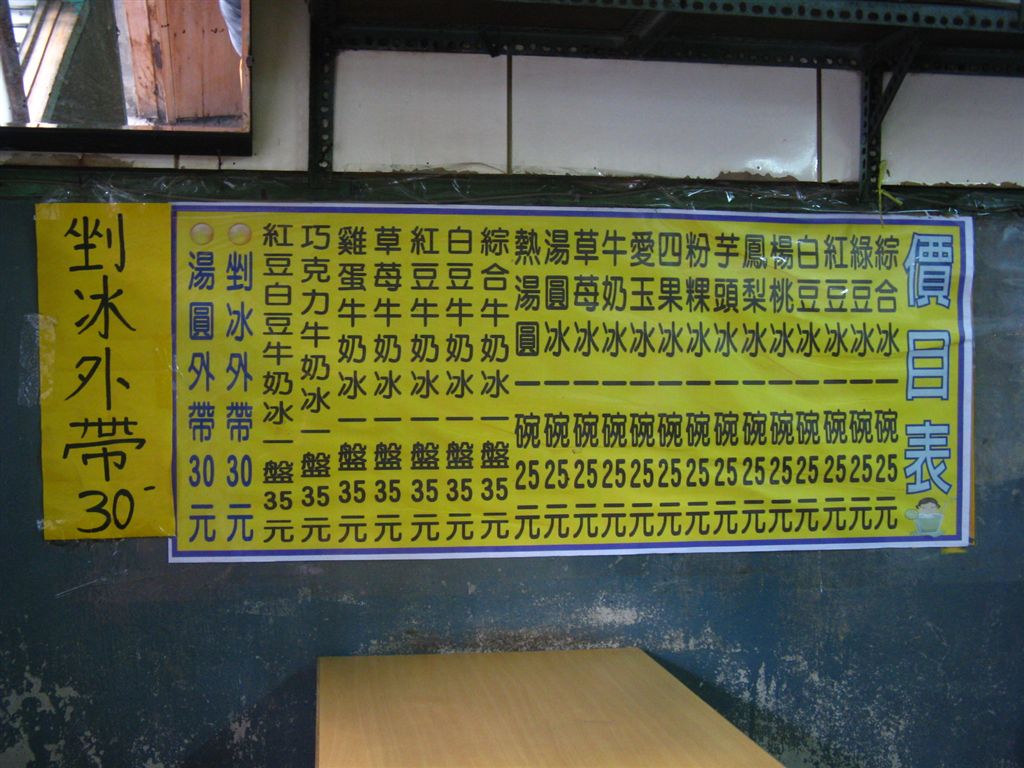 價目表
綜合冰一碗25元
綠豆冰一碗25元
紅豆冰一碗25元
白豆冰一碗25元
楊桃冰一碗25元
鳳梨冰一碗25元
芋頭冰一碗25元
粉粿冰一碗25元
四果冰一碗25元
愛玉冰一碗25元
牛奶冰一碗25元
草苺冰一碗25元
湯圓冰一碗25元
熱湯圓一碗25元
綜合牛奶冰一盤35元
白豆牛奶冰一盤35元
紅豆牛奶冰一盤35元
草苺牛奶冰一盤35元
雞蛋牛奶冰一盤35元
巧克力牛奶冰一盤35元
紅豆白豆牛奶冰一盤35元
剉冰外帶30元
湯圓外帶30元
剉冰外帶30-